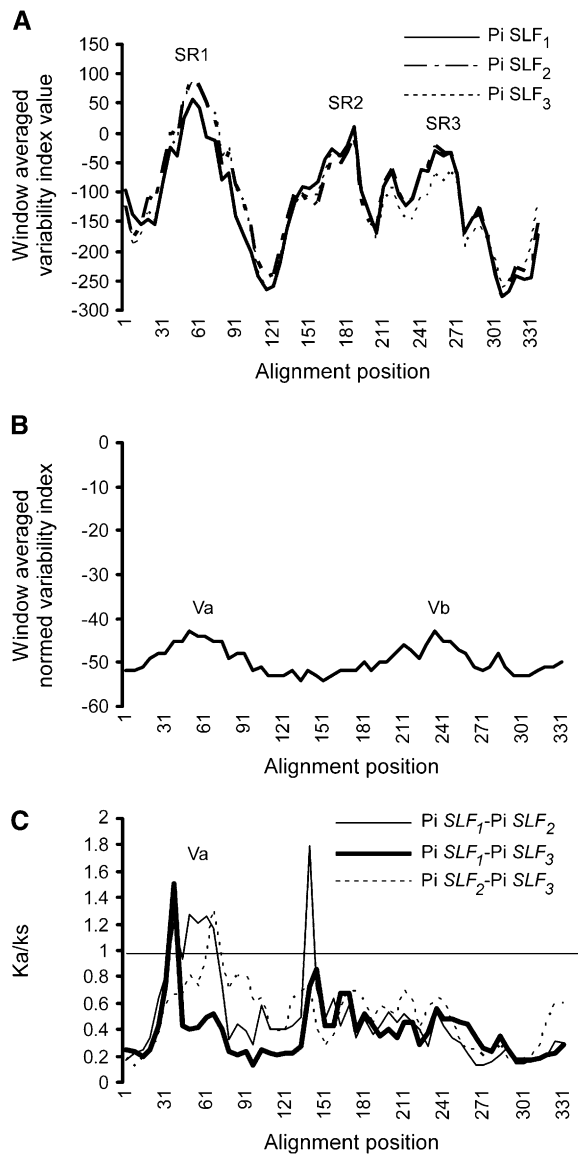 A
Window averaged
variability index value
150
100
50
0
-50
-100
-150
-200
-250
-300
SR1
SR2
SR3
Pi SLF1
Pi SLF2
Pi SLF3
1
31
61
91
121
151
181
211
241
271
301
331
Alignment position
B
Window averaged
normed variability index
0
-10
-20
-30
-40
-50
-60
Va
Vb
1
31
61
91
121
151
181
211
241
271
301
331
Alignment position
C
Ka/ks
2
1.8
1.6
1.4
1.2
1
0.8
0.6
0.4
0.2
0
Va
Pi SLF1-Pi SLF2
Pi SLF1-Pi SLF3
Pi SLF2-Pi SLF3
1
31
61
91
121
151
181
211
241
271
301
331
Alignment position